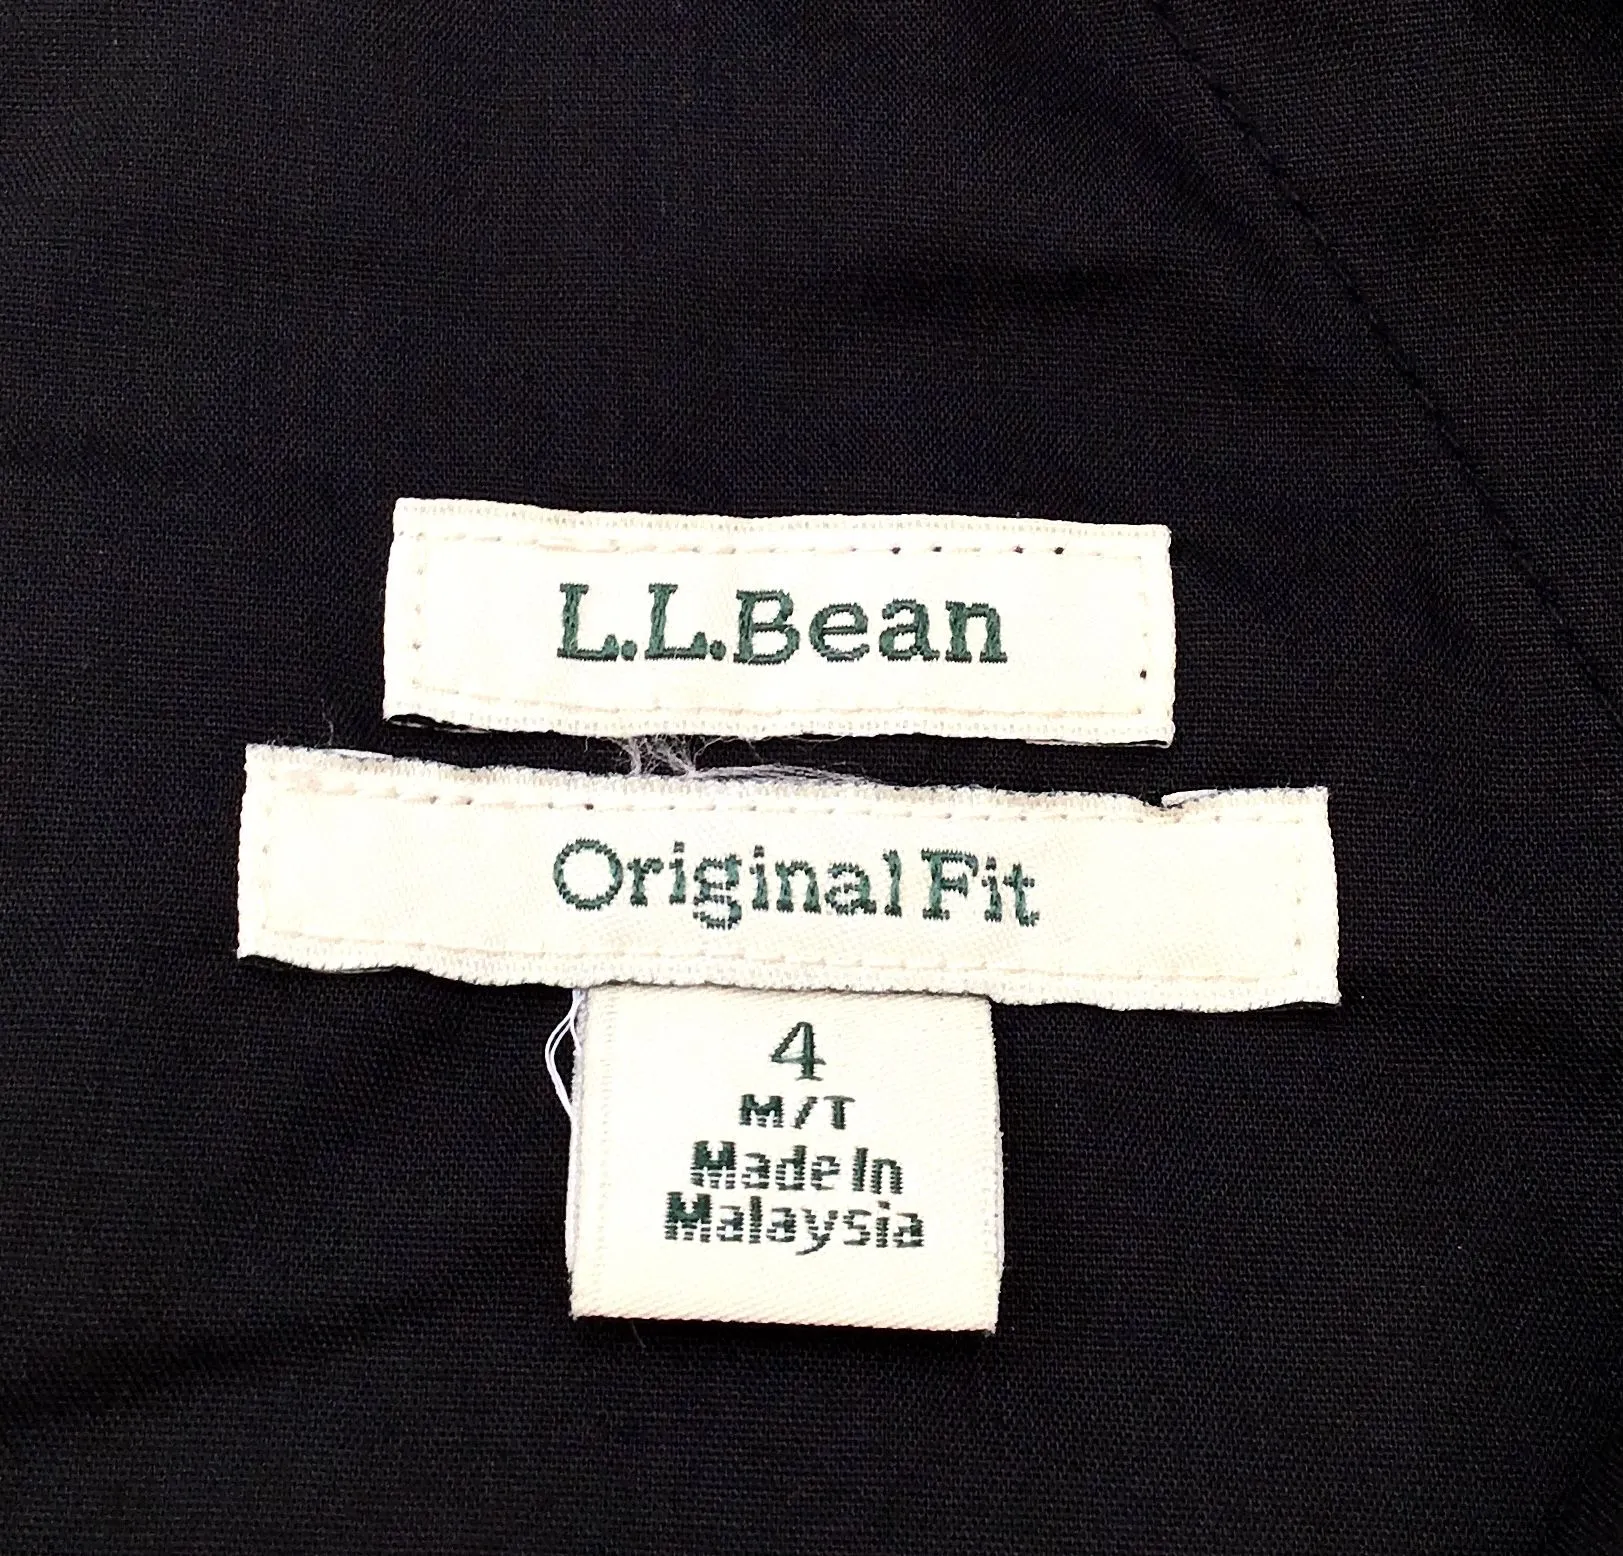 L.L.Bean
Original Fit
4
M/T
Made In
Malaysia